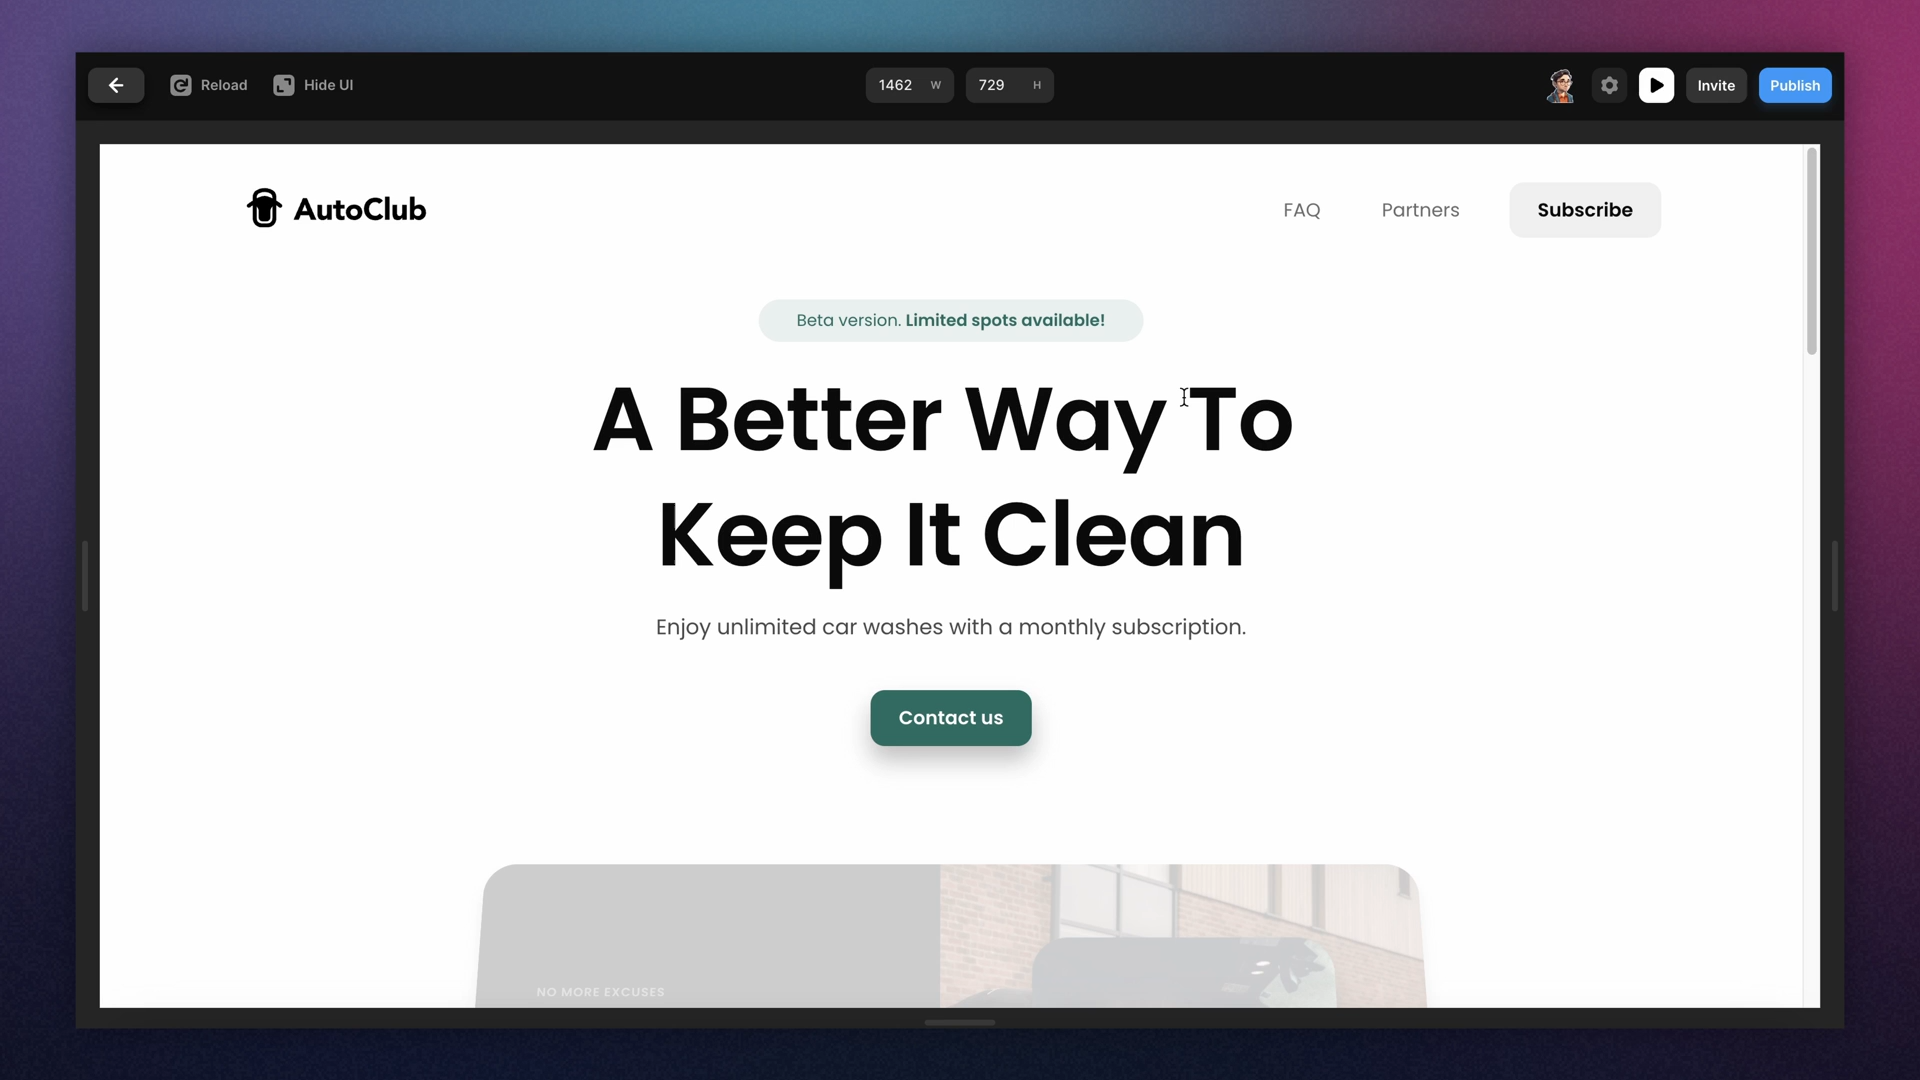 Reload
Hide UI
1462 W
729 H
Invite
Publish
AutoClub
FAQ
Partners
Subscribe
Beta version. Limited spots available!
A Better Way To
Keep It Clean
Enjoy unlimited car washes with a monthly subscription.
Contact us
NO MORE EXCUSES